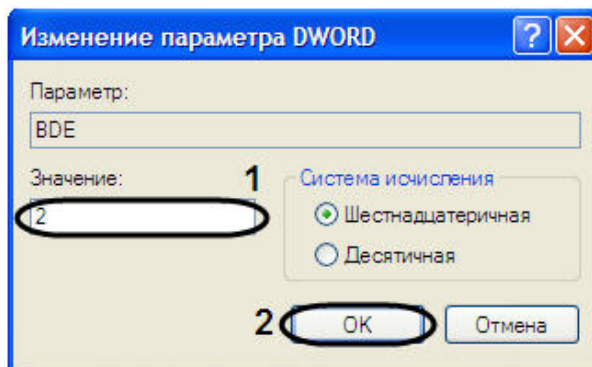 Изменение параметра DWORD
Параметр:
BDE
Значение:
1
Система исчисления
2
Шестнадцатеричная
Десятичная
2
OK
Отмена